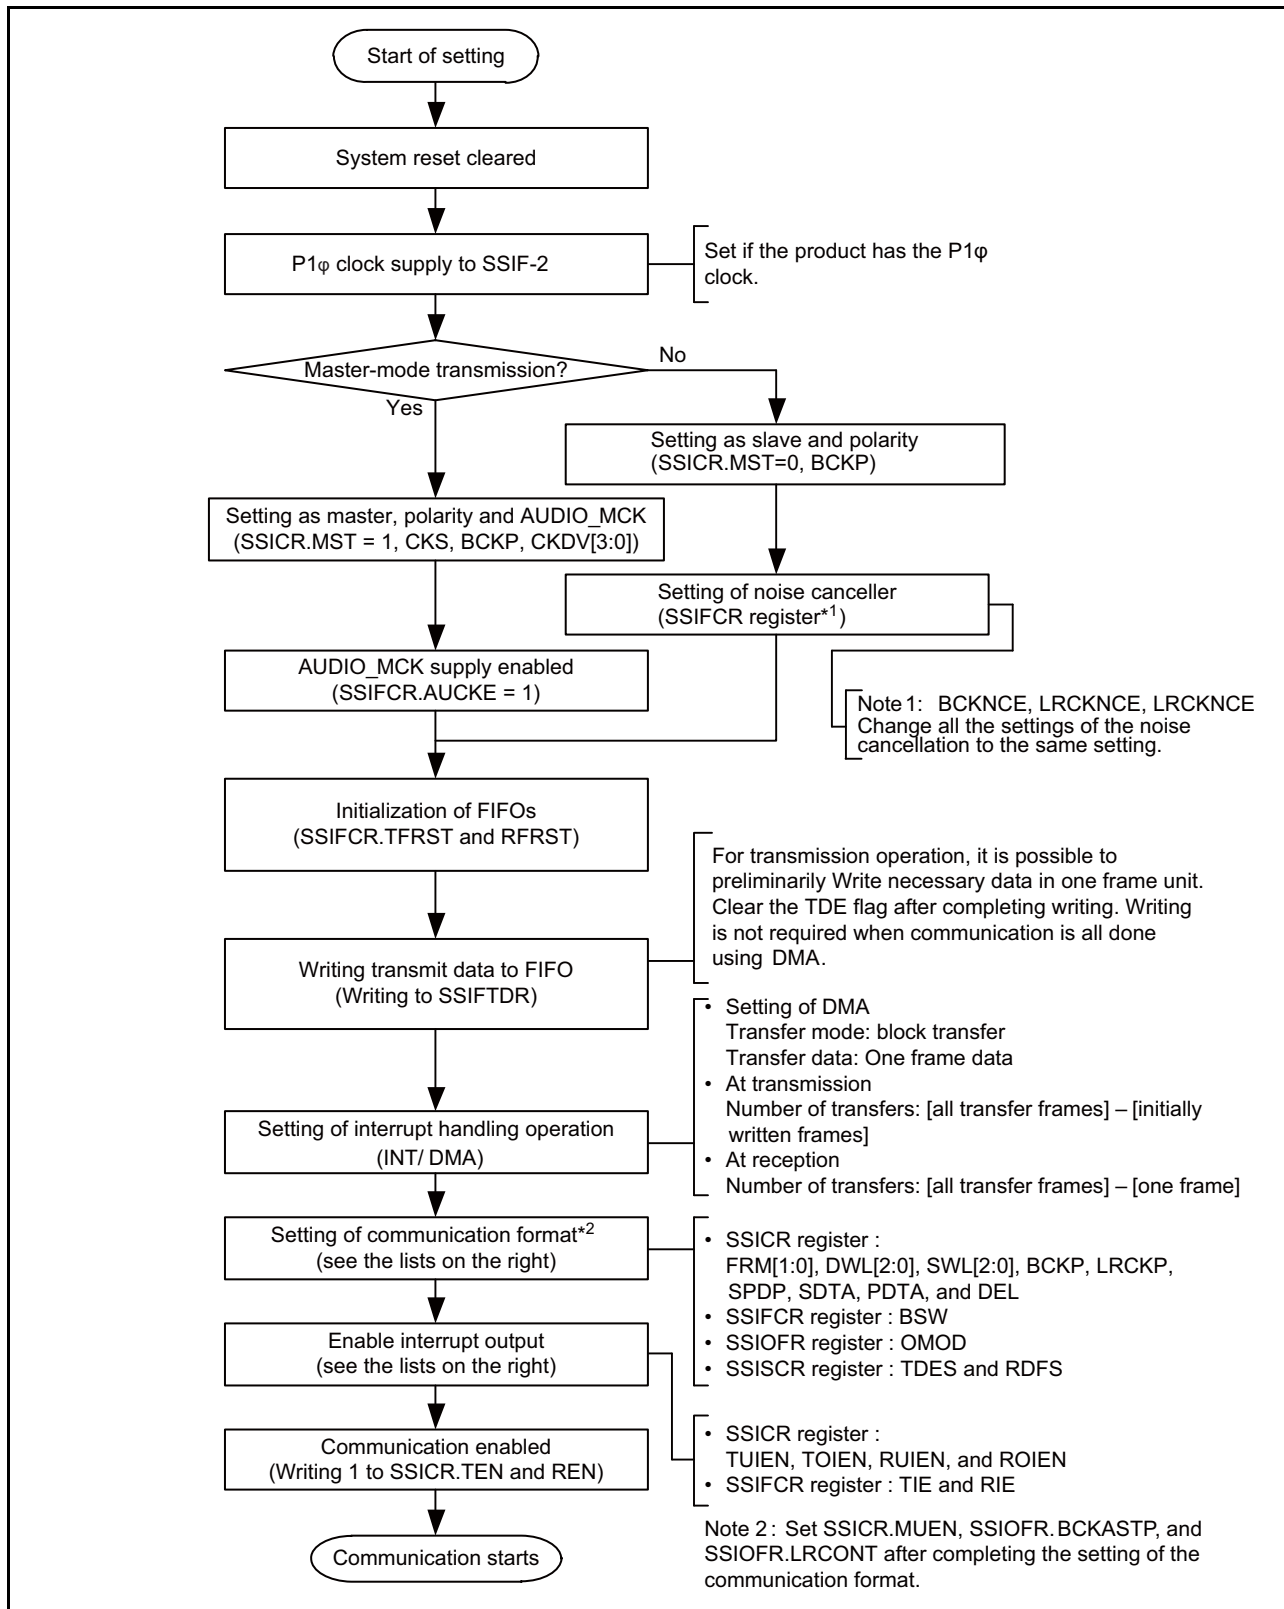 Start of setting
System reset cleared
P1φ clock supply to SSIF-2
Set if the product has the P1φ
clock.
Master-mode transmission?
No
Yes
Setting as slave and polarity
(SSICR.MST=0, BCKP)
Setting as master, polarity and AUDIO_MCK
(SSICR.MST = 1, CKS, BCKP, CKDV[3:0])
Setting of noise canceller
(SSIFCR register*1)
AUDIO_MCK supply enabled
(SSIFCR.AUCKE = 1)
Note 1: BCKNCE, LRCKNCE, LRCKNCE
Change all the settings of the noise
cancellation to the same setting.
Initialization of FIFOs
(SSIFCR.TFRST and RFRST)
For transmission operation, it is possible to
preliminarily Write necessary data in one frame unit.
Clear the TDE flag after completing writing. Writing
is not required when communication is all done
using DMA.
Writing transmit data to FIFO
(Writing to SSIFTDR)
• Setting of DMA
Transfer mode: block transfer
Transfer data: One frame data
• At transmission
Number of transfers: [all transfer frames] – [initially
written frames]
• At reception
Number of transfers: [all transfer frames] – [one frame]
Setting of interrupt handling operation
(INT/ DMA)
Setting of communication format*2
(see the lists on the right)
• SSICR register :
FRM[1:0], DWL[2:0], SWL[2:0], BCKP, LRCKP,
SPDP, SDTA, PDTA, and DEL
• SSIFCR register : BSW
• SSIOFR register : OMOD
• SSISCR register : TDES and RDFS
Enable interrupt output
(see the lists on the right)
• SSICR register :
TUIEN, TOIEN, RUIEN, and ROIEN
• SSIFCR register : TIE and RIE
Communication enabled
(Writing 1 to SSICR.TEN and REN)
Note 2 : Set SSICR.MUEN, SSIOFR.BCKASTP, and
SSIOFR.LRCONT after completing the setting of the
communication format.
Communication starts